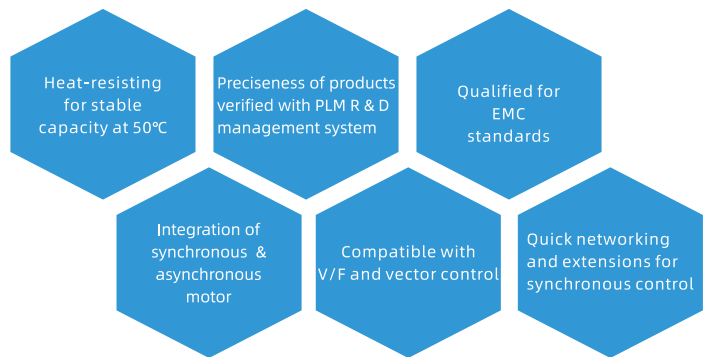 Heat-resisting
for stable
capacity at 50℃
Preciseness of products
verified with PLM R & D
management system
Qualified for
EMC
standards
Integration of
synchronous &
asynchronous
motor
Compatible with
V/F and vector control
Quick networking
and extensions for
synchronous control